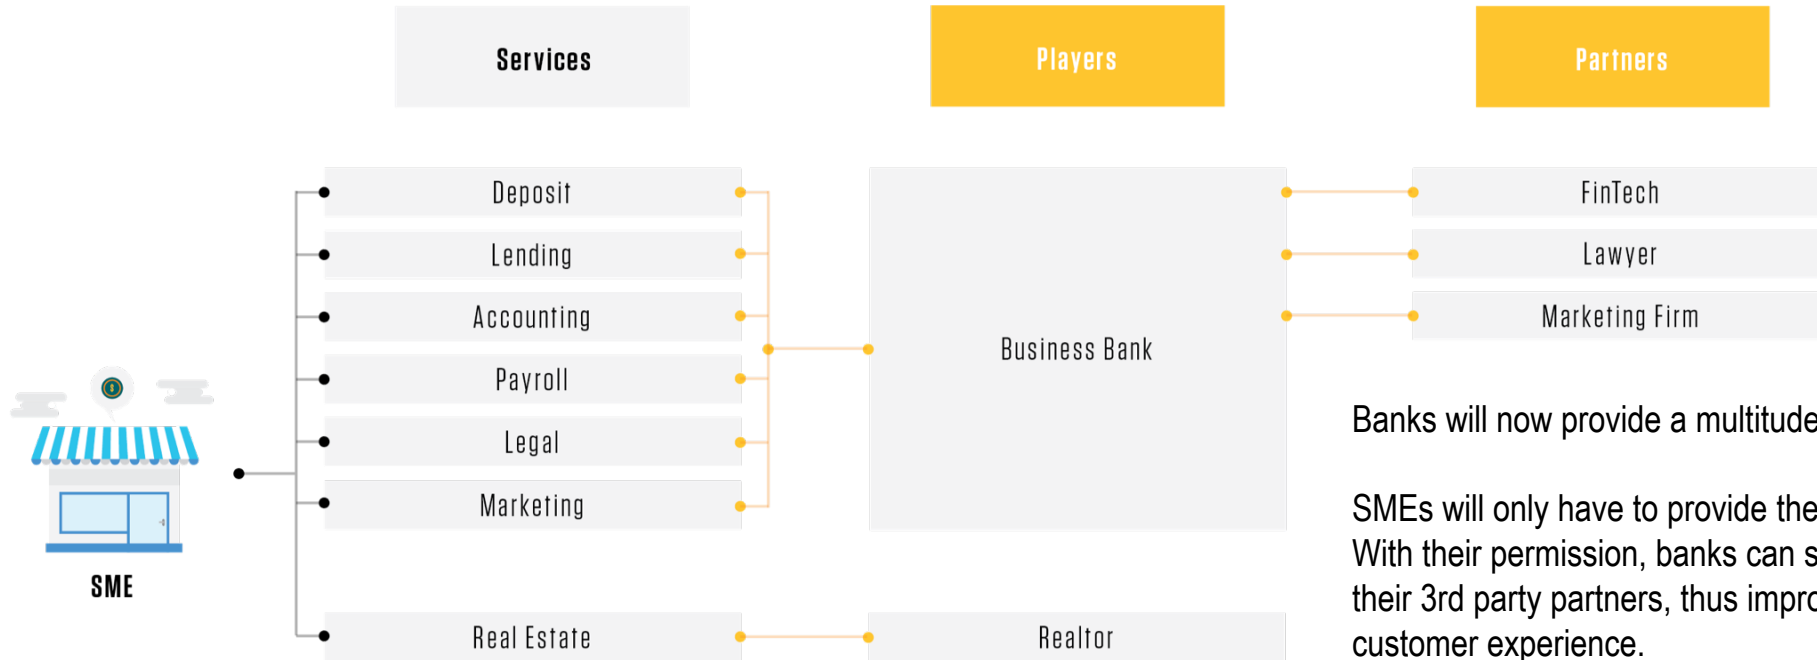 Services
Players
Partners
Deposit
Lending
Accounting
Payroll
Legal
Marketing
Real Estate
Business Bank
Realtor
FinTech
Lawyer
Marketing Firm
$
SME
Banks will now provide a multitude
SMEs will only have to provide the
With their permission, banks can s
their 3rd party partners, thus impro
customer experience.